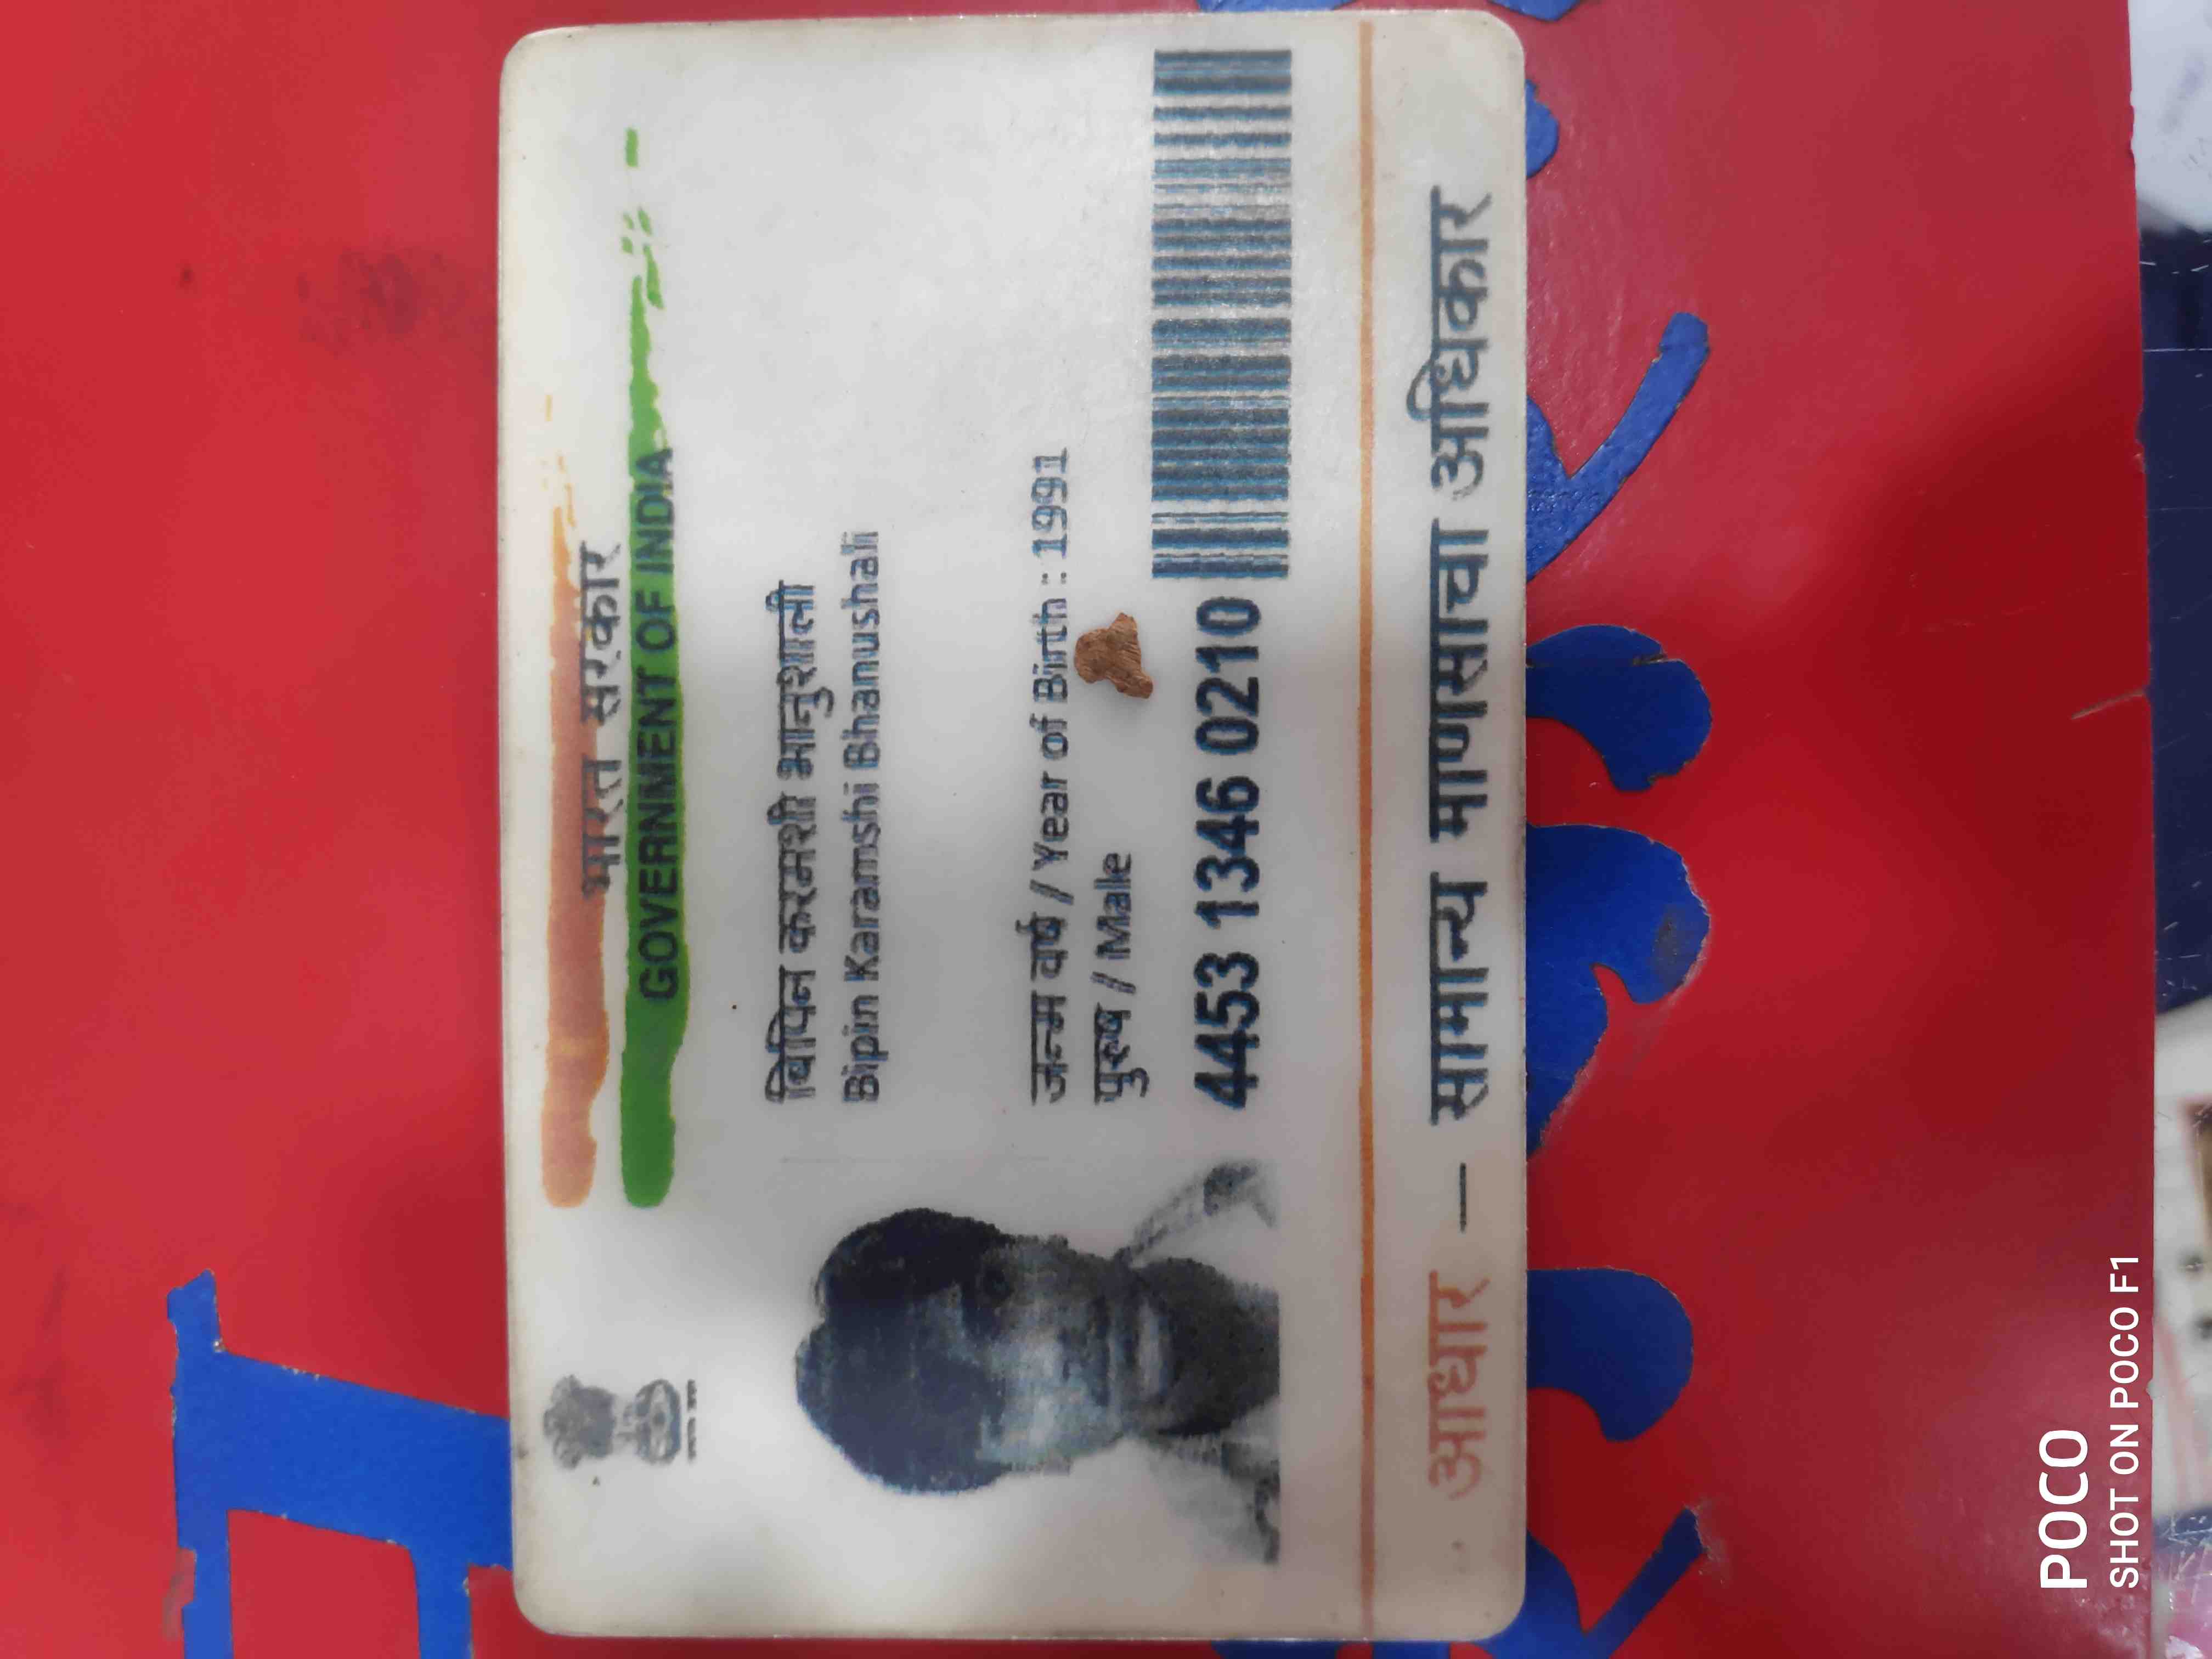 भारत सरकार
GOVERNMENT OF INDIA
बिपिन करमशी भानुशाली
Bipin Karamshi Bhanushali
जन्म वर्ष / Year of Birth : 1991
पुरुष / Male
4453 1346 0210
आधार — सामान्य माणसाचा अधिकार
POCO
SHOT ON POCO F1